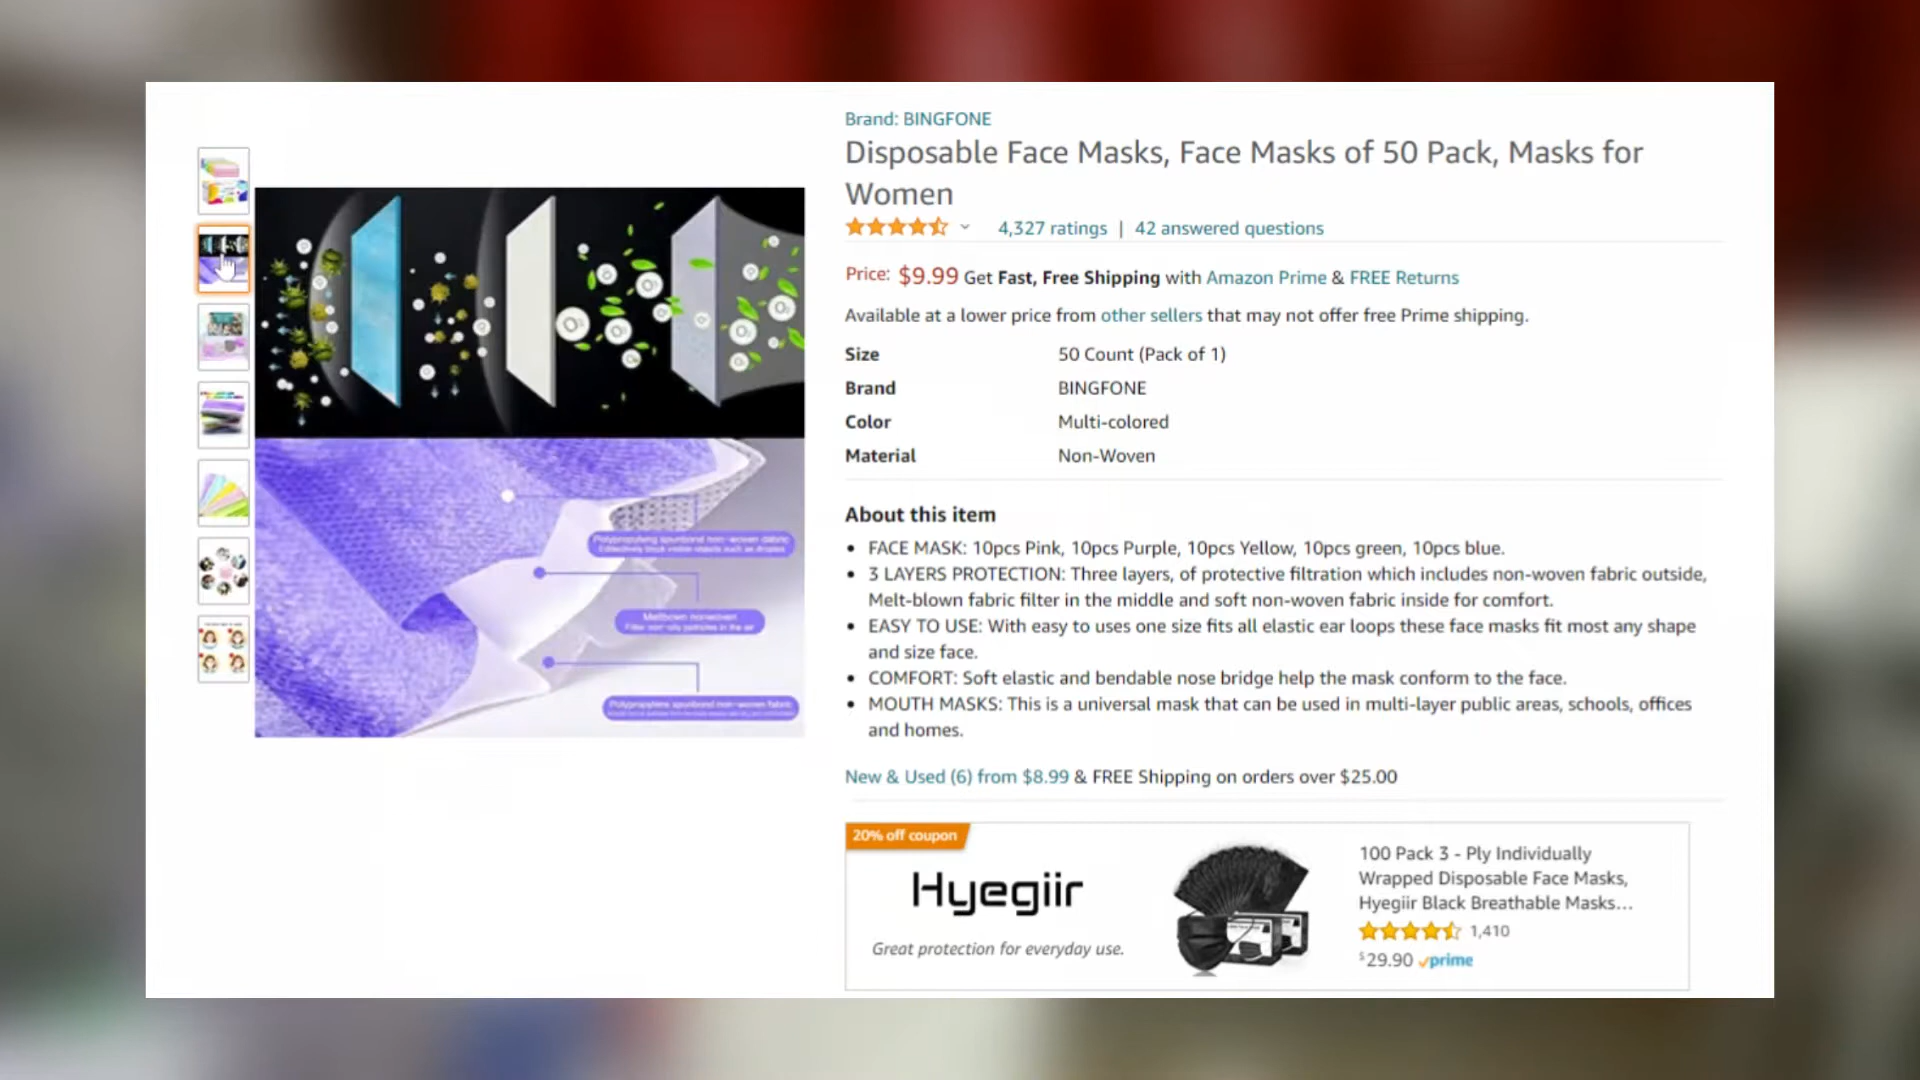 Brand: BINGFONE
Disposable Face Masks, Face Masks of 50 Pack, Masks for
Women
4,327 ratings | 42 answered questions
Price: $9.99 Get Fast, Free Shipping with Amazon Prime & FREE Returns
Available at a lower price from other sellers that may not offer free Prime shipping.
Size 50 Count (Pack of 1)
Brand BINGFONE
Color Multi-colored
Material Non-Woven
About this item
• FACE MASK: 10pcs Pink, 10pcs Purple, 10pcs Yellow, 10pcs green, 10pcs blue.
• 3 LAYERS PROTECTION: Three layers, of protective filtration which includes non-woven fabric outside,
Melt-blown fabric filter in the middle and soft non-woven fabric inside for comfort.
• EASY TO USE: With easy to uses one size fits all elastic ear loops these face masks fit most any shape
and size face.
• COMFORT: Soft elastic and bendable nose bridge help the mask conform to the face.
• MOUTH MASKS: This is a universal mask that can be used in multi-layer public areas, schools, offices
and homes.
New & Used (6) from $8.99 & FREE Shipping on orders over $25.00
20% off coupon
Hyegiir
Great protection for everyday use.
100 Pack 3 - Ply Individually
Wrapped Disposable Face Masks,
Hyegiir Black Breathable Masks...
1,410
$29.90 prime